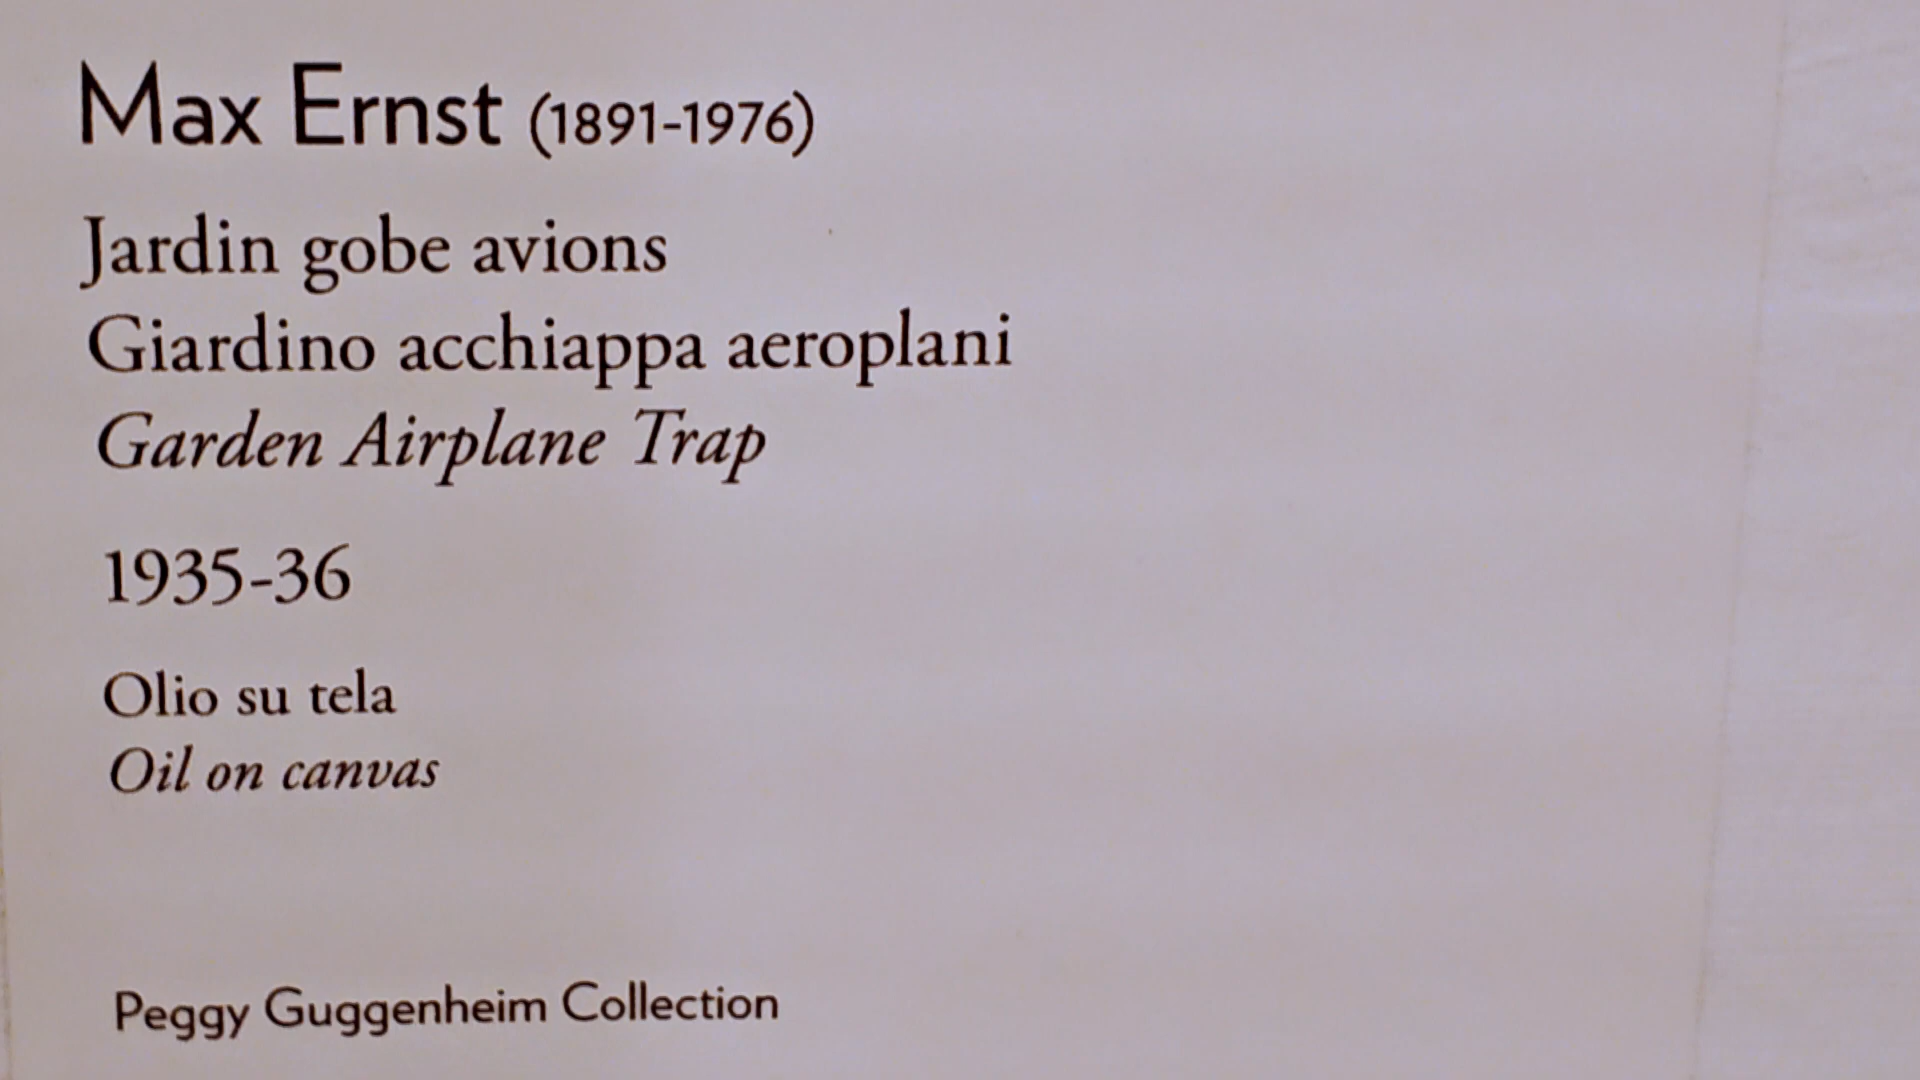 Max Ernst (1891-1976)
Jardin gobe avions
Giardino acchiappa aeroplani
Garden Airplane Trap
1935-36
Olio su tela
Oil on canvas
Peggy Guggenheim Collection